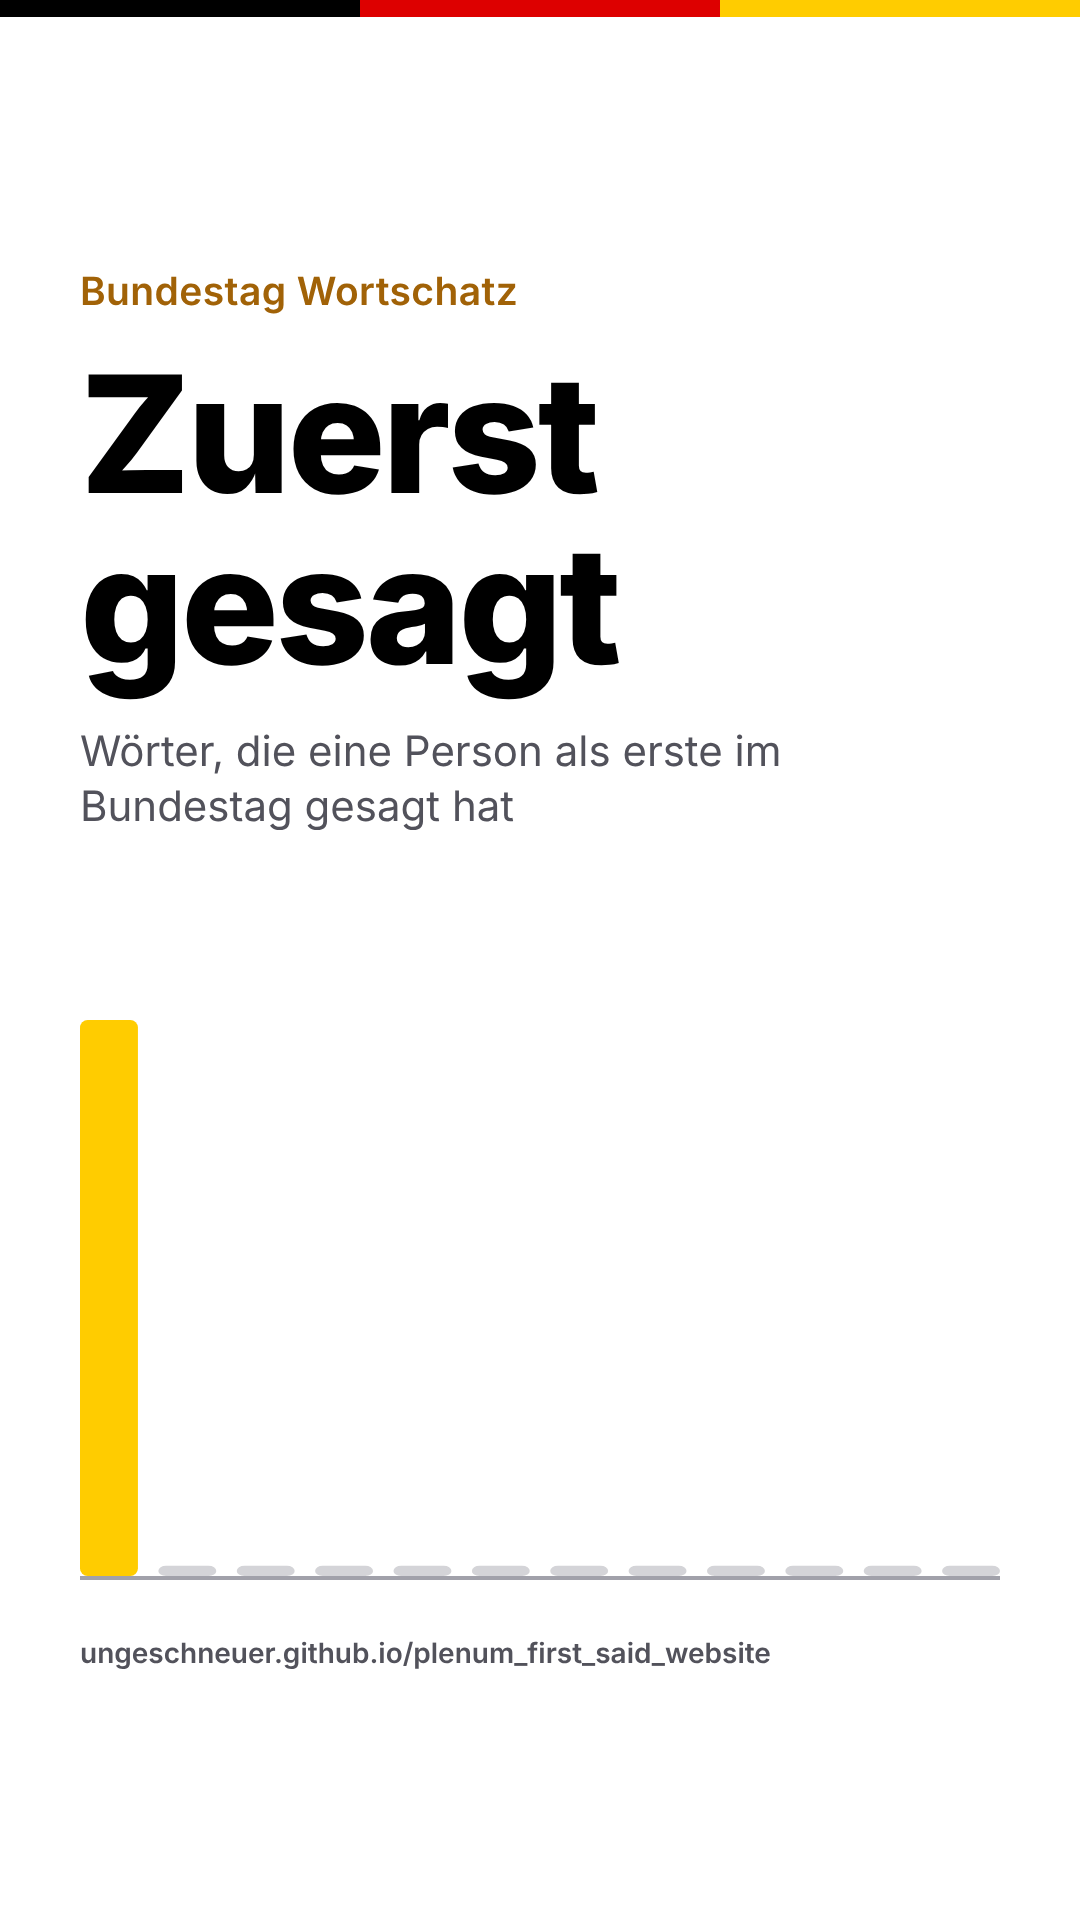 Bundestag Wortschatz
Zuerst
gesagt
Wörter, die eine Person als erste im
Bundestag gesagt hat
ungeschneuer.github.io/plenum_first_said_website